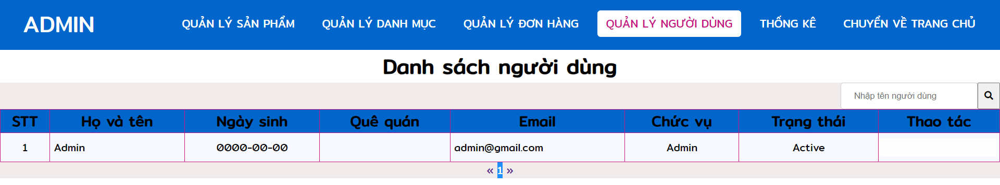 ADMIN QUẢN LÝ SẢN PHẨM QUẢN LÝ DANH MỤC QUẢN LÝ ĐƠN HÀNG QUẢN LÝ NGƯỜI DÙNG THỐNG KÊ CHUYỂN VỀ TRANG CHỦ
Danh sách người dùng
Nhập tên người dùng
STT Họ và tên Ngày sinh Quê quán Email Chức vụ Trạng thái Thao tác
1 Admin 0000-00-00 admin@gmail.com Admin Active
« 1 »